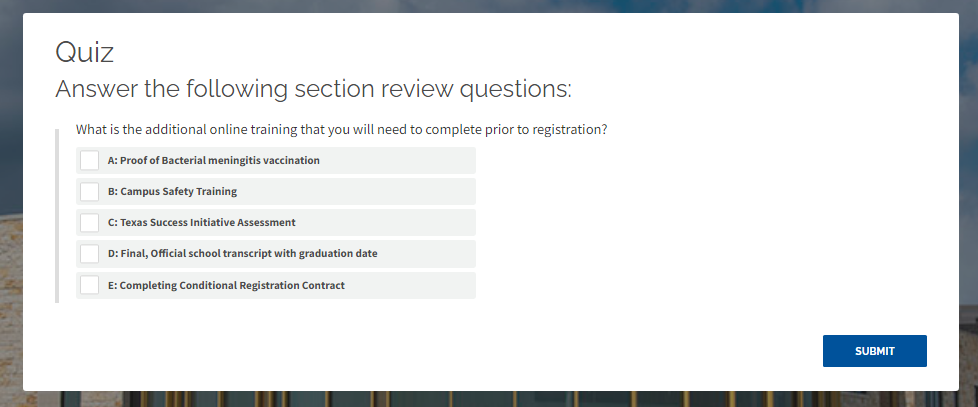 Quiz
Answer the following section review questions:
What is the additional online training that you will need to complete prior to registration?
A: Proof of Bacterial meningitis vaccination
B: Campus Safety Training
C: Texas Success Initiative Assessment
D: Final, Official school transcript with graduation date
E: Completing Conditional Registration Contract
SUBMIT